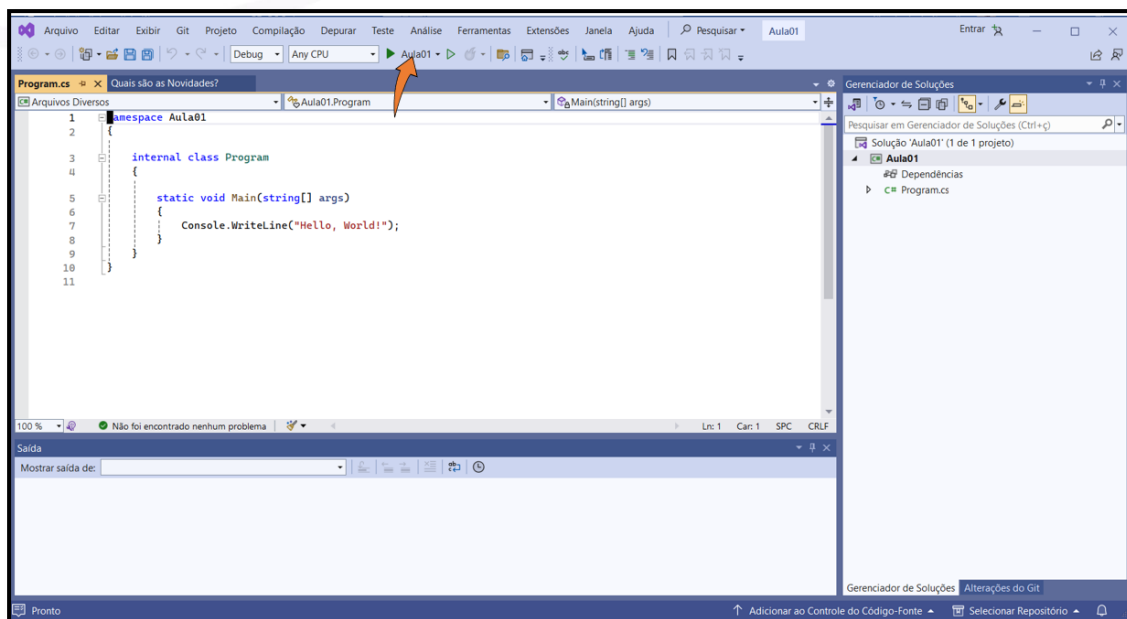 Arquivo Editar Exibir Git Projeto Compilação Depurar Teste Análise Ferramentas Extensões Janela Ajuda Pesquisar Aula01 Entrar
Debug Any CPU Aula01
Program.cs Quais são as Novidades?
Arquivos Diversos Aula01.Program Main(string[] args)
1 amespace Aula01
2 {
3 internal class Program
4 {
5 static void Main(string[] args)
6 {
7 Console.WriteLine("Hello, World!");
8 }
9 }
10 }
11
100 % Não foi encontrado nenhum problema Ln: 1 Car: 1 SPC CRLF
Saída
Mostrar saída de:
Gerenciador de Soluções
Pesquisar em Gerenciador de Soluções (Ctrl+ç)
Solução 'Aula01' (1 de 1 projeto)
C# Aula01
Dependências
C# Program.cs
Gerenciador de Soluções Alterações do Git
Pronto Adicionar ao Controle do Código-Fonte Selecionar Repositório